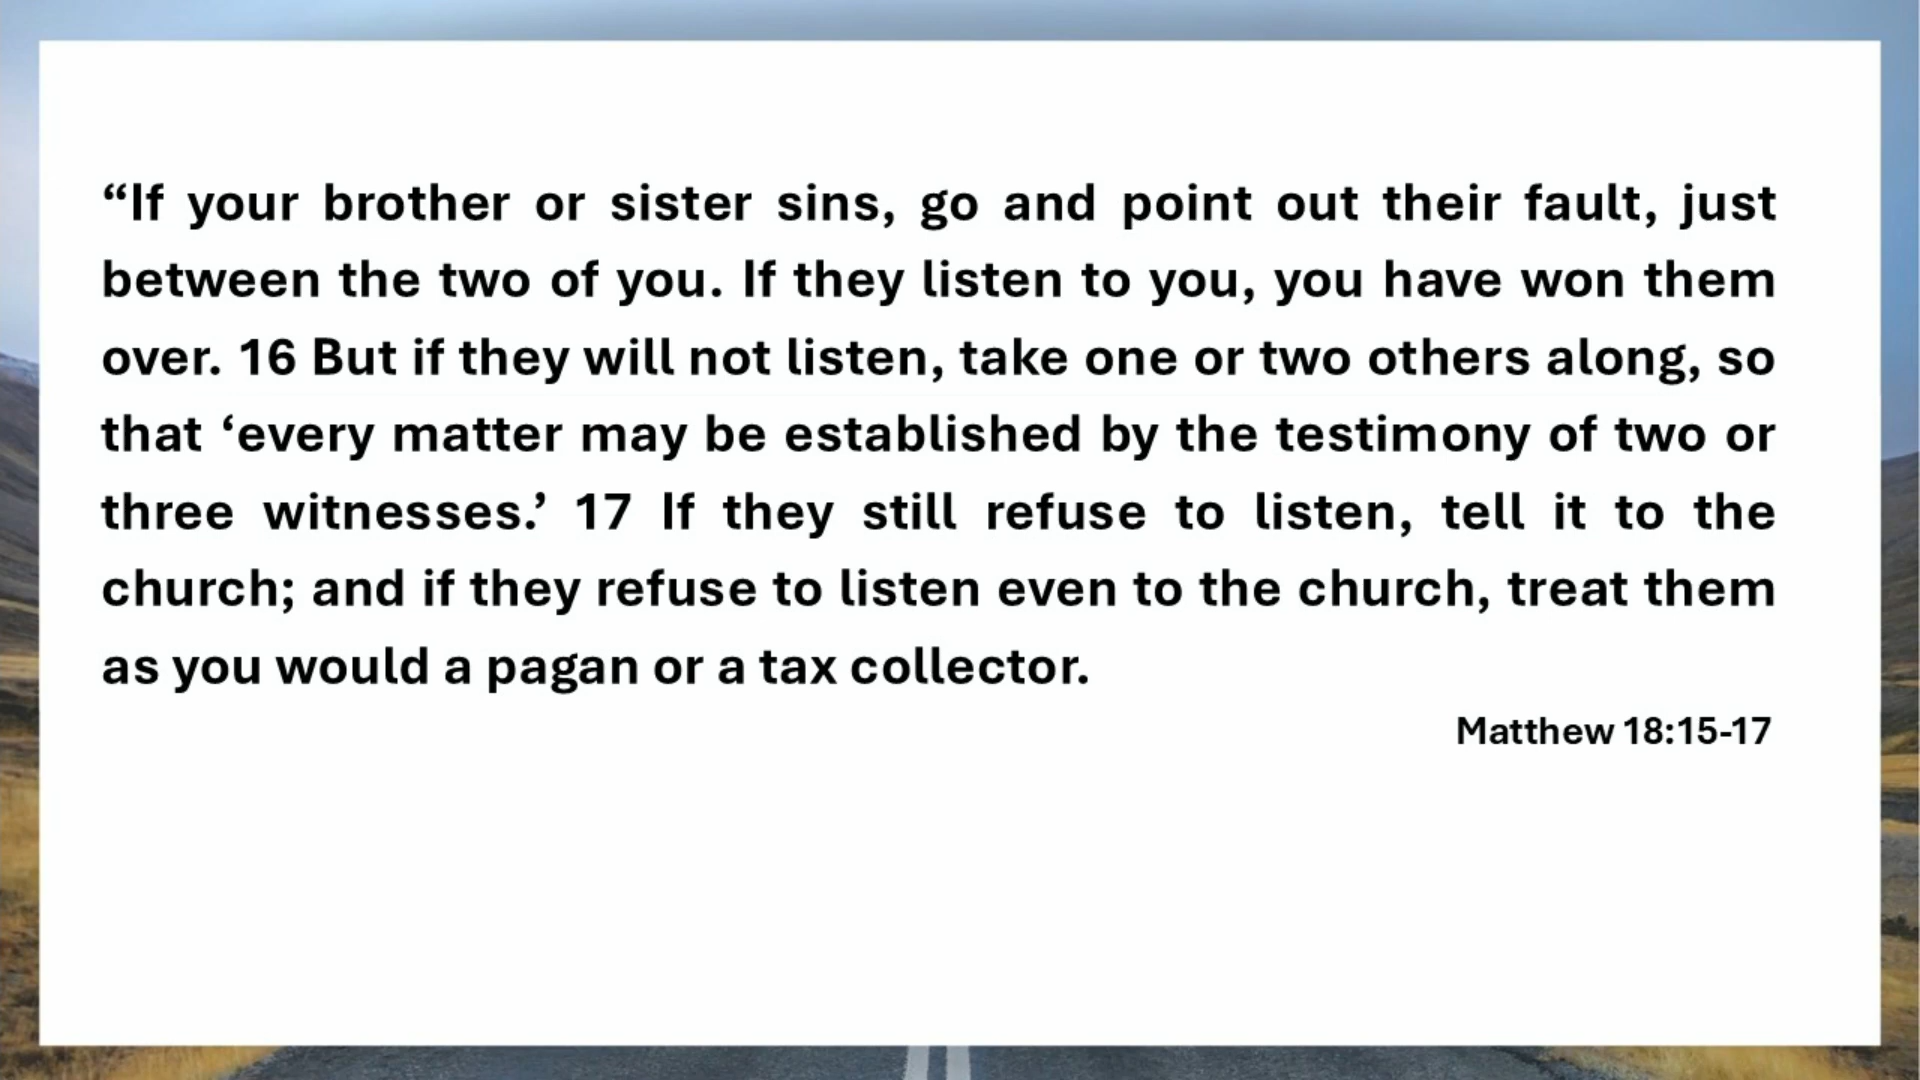 “If your brother or sister sins, go and point out their fault, just
between the two of you. If they listen to you, you have won them
over. 16 But if they will not listen, take one or two others along, so
that ‘every matter may be established by the testimony of two or
three witnesses.’ 17 If they still refuse to listen, tell it to the
church; and if they refuse to listen even to the church, treat them
as you would a pagan or a tax collector.
Matthew 18:15-17